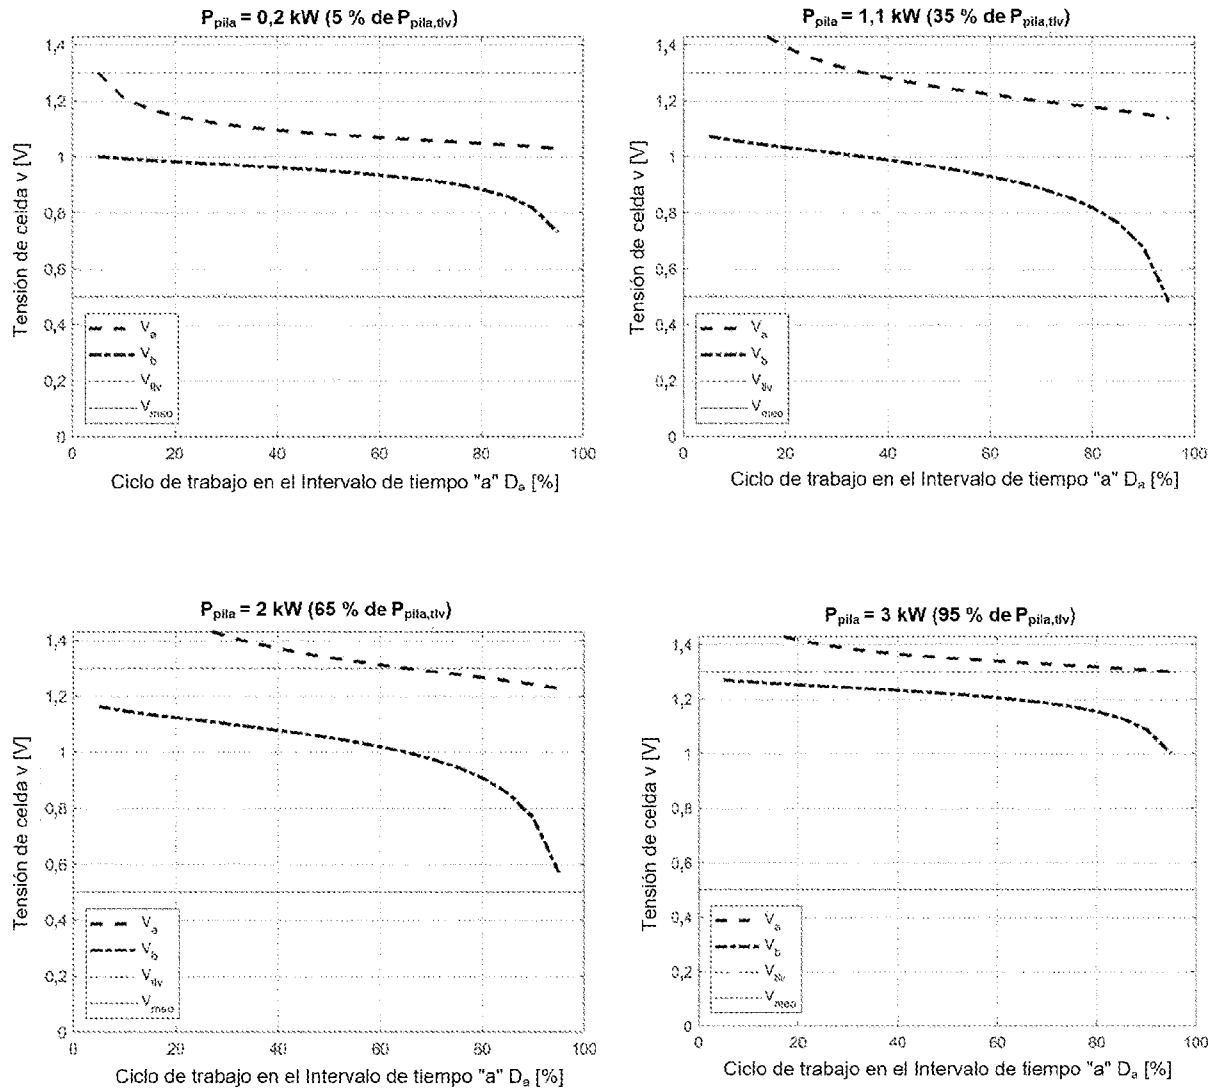 P_pila = 0,2 kW (5 % de P_pila,tlv)
1,4
1,2
1
0,8
0,6
0,4
0,2
0
Tensión de celda v [V]
V_a
V_b
V_tlv
V_mso
0 20 40 60 80 100
Ciclo de trabajo en el Intervalo de tiempo "a" D_a [%]
P_pila = 1,1 kW (35 % de P_pila,tlv)
1,4
1,2
1
0,8
0,6
0,4
0,2
0
Tensión de celda v [V]
V_a
V_b
V_tlv
V_mso
0 20 40 60 80 100
Ciclo de trabajo en el Intervalo de tiempo "a" D_a [%]
P_pila = 2 kW (65 % de P_pila,tlv)
1,4
1,2
1
0,8
0,6
0,4
0,2
0
Tensión de celda v [V]
V_a
V_b
V_tlv
V_mso
0 20 40 60 80 100
Ciclo de trabajo en el Intervalo de tiempo "a" D_a [%]
P_pila = 3 kW (95 % de P_pila,tlv)
1,4
1,2
1
0,8
0,6
0,4
0,2
0
Tensión de celda v [V]
V_a
V_b
V_tlv
V_mso
0 20 40 60 80 100
Ciclo de trabajo en el Intervalo de tiempo "a" D_a [%]